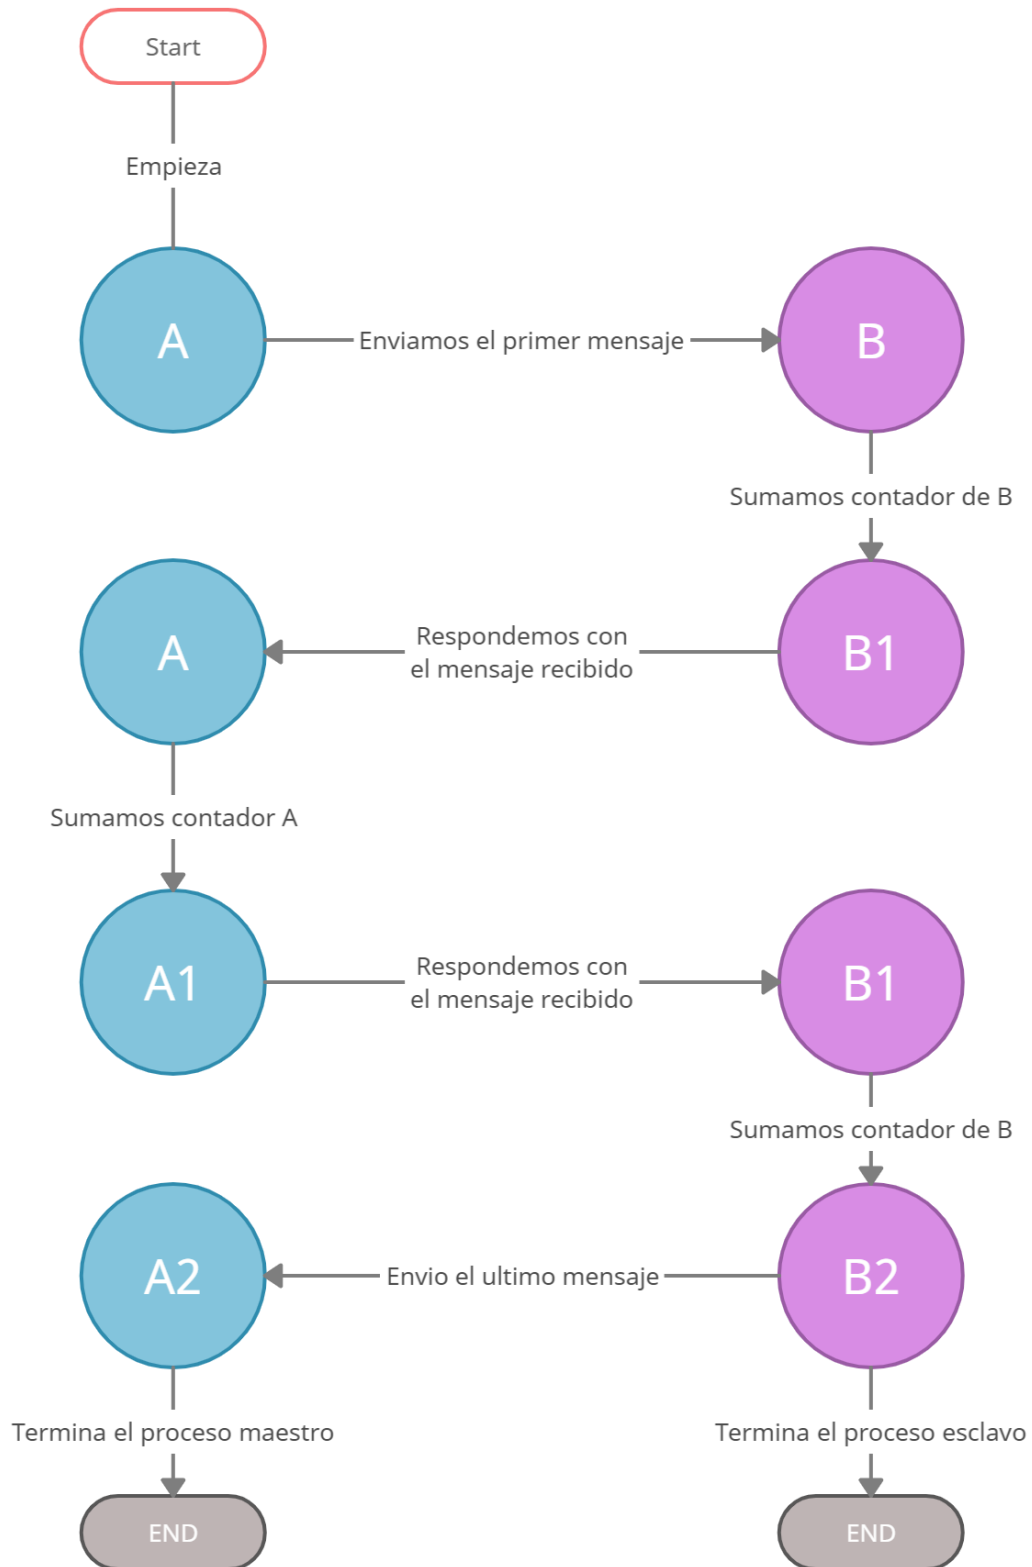 Start
Empieza
A
Enviamos el primer mensaje
B
Sumamos contador de B
A
Respondemos con
el mensaje recibido
B1
Sumamos contador A
A1
Respondemos con
el mensaje recibido
B1
Sumamos contador de B
A2
Envio el ultimo mensaje
B2
Termina el proceso maestro
Termina el proceso esclavo
END
END